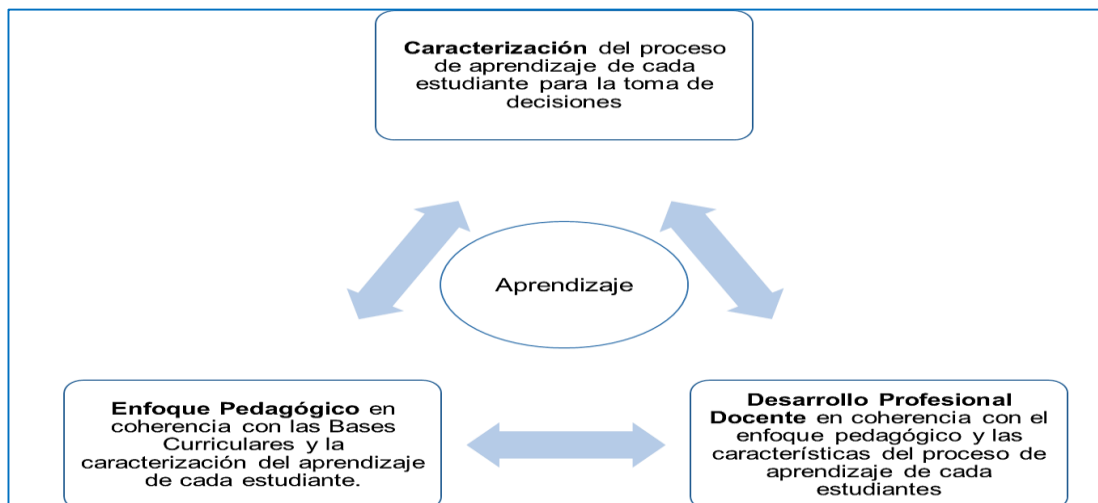 Caracterización del proceso
de aprendizaje de cada
estudiante para la toma de
decisiones
Aprendizaje
Enfoque Pedagógico en
coherencia con las Bases
Curriculares y la
caracterización del aprendizaje
de cada estudiante.
Desarrollo Profesional
Docente en coherencia con el
enfoque pedagógico y las
características del proceso de
aprendizaje de cada
estudiantes